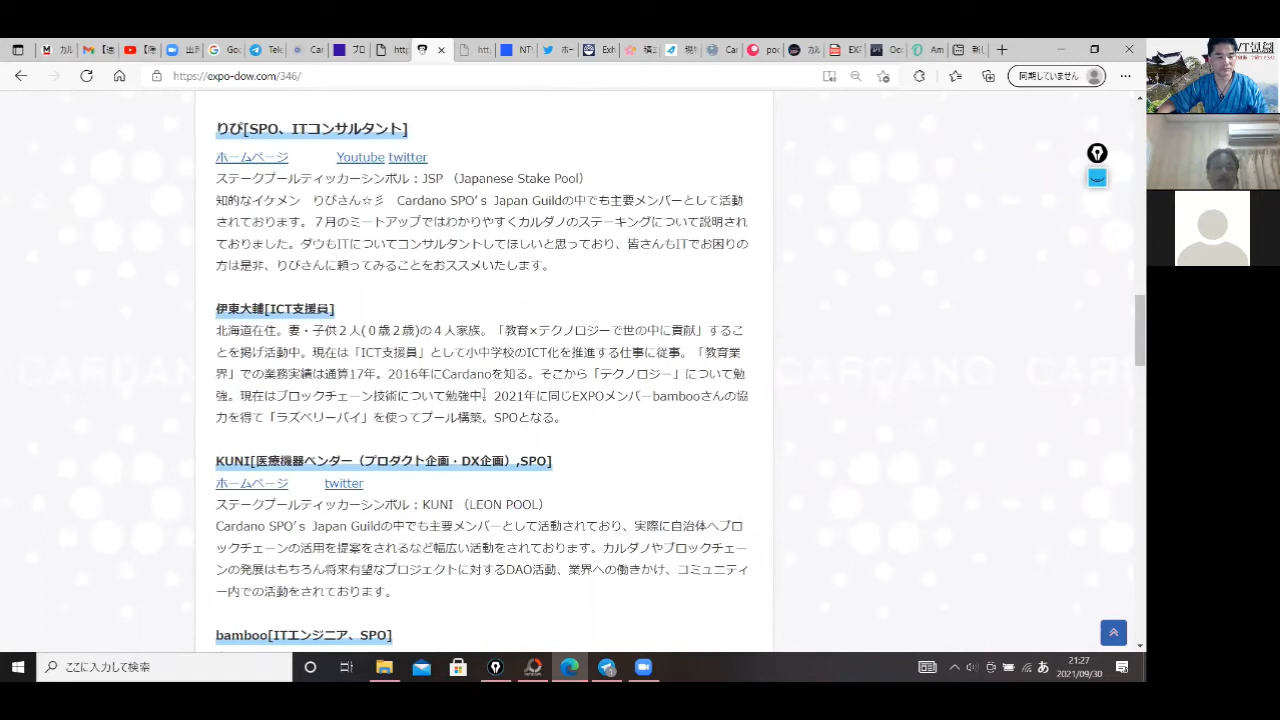 https://expo-dow.com/346/
同期していません
りぴ[SPO、ITコンサルタント]
ホームページ Youtube twitter
ステークプールティッカーシンボル：JSP （Japanese Stake Pool）
知的なイケメン　りぴさん☆彡　Cardano SPO’s Japan Guildの中でも主要メンバーとして活動
されております。７月のミートアップではわかりやすくカルダノのステーキングについて説明され
ておりました。ダウもITについてコンサルタントしてほしいと思っており、皆さんもITでお困りの
方は是非、りぴさんに頼ってみることをおススメいたします。
伊東大輔[ICT支援員]
北海道在住。妻・子供２人(０歳２歳)の４人家族。「教育×テクノロジーで世の中に貢献」するこ
とを掲げ活動中。現在は「ICT支援員」として小中学校のICT化を推進する仕事に従事。「教育業
界」での業務実績は通算17年。2016年にCardanoを知る。そこから「テクノロジー」について勉
強。現在はブロックチェーン技術について勉強中。2021年に同じEXPOメンバーbambooさんの協
力を得て「ラズベリーパイ」を使ってプール構築。SPOとなる。
KUNI[医療機器ベンダー（プロダクト企画・DX企画）,SPO]
ホームページ twitter
ステークプールティッカーシンボル：KUNI （LEON POOL）
Cardano SPO’s Japan Guildの中でも主要メンバーとして活動されており、実際に自治体へブロ
ックチェーンの活用を提案をされるなど幅広い活動をされております。カルダノやブロックチェー
ンの発展はもちろん将来有望なプロジェクトに対するDAO活動、業界への働きかけ、コミュニティ
ー内での活動をされております。
bamboo[ITエンジニア、SPO]
CARDANO
ここに入力して検索
あ
21:27
2021/09/30